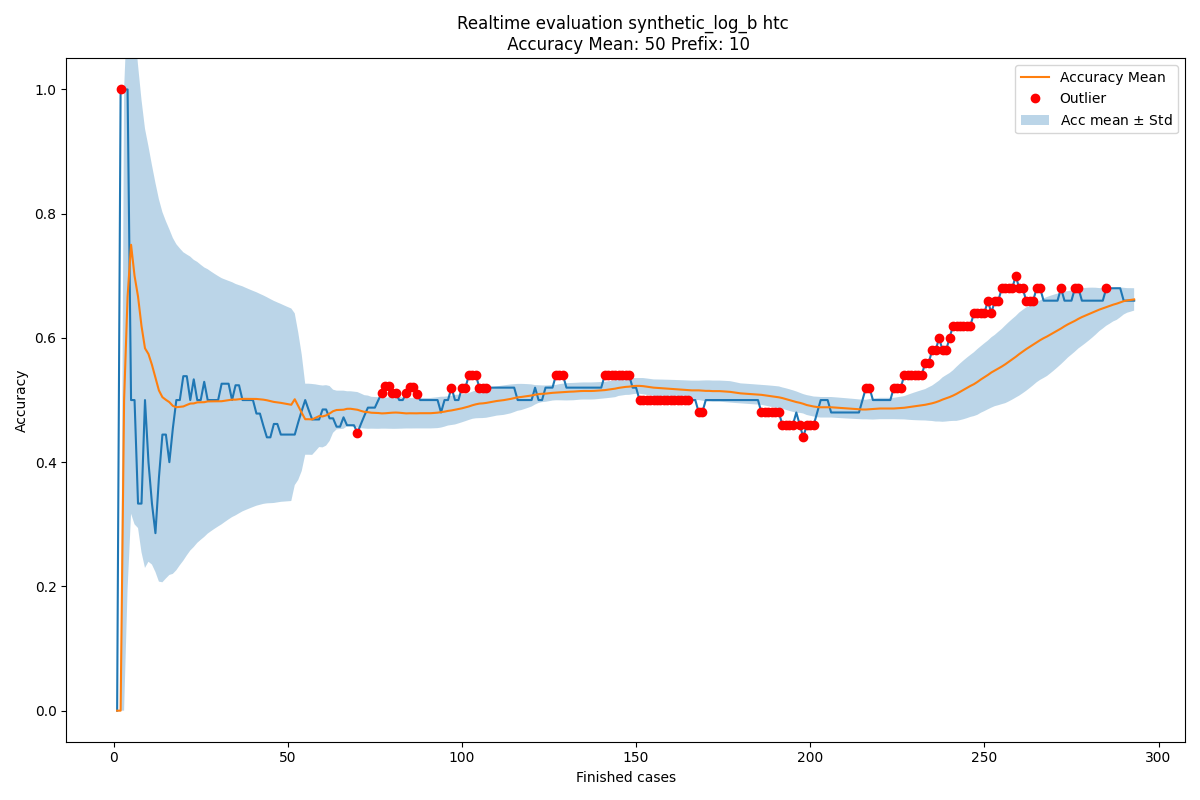 Realtime evaluation synthetic_log_b htc
Accuracy Mean: 50 Prefix: 10
Accuracy Mean
Outlier
Acc mean ± Std
1.0
0.8
0.6
0.4
0.2
0.0
Accuracy
0 50 100 150 200 250 300
Finished cases